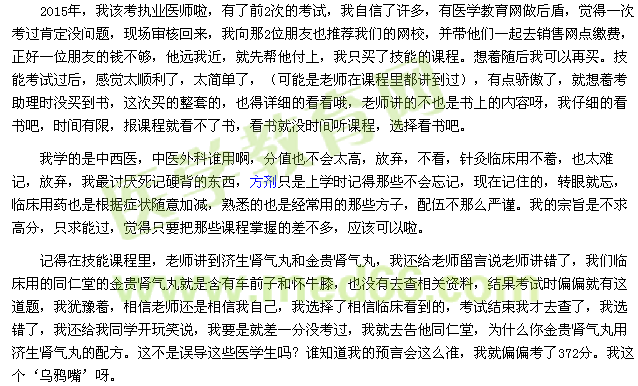 2015年，我该考执业医师啦，有了前2次的考试，我自信了许多，有医学教育网做后盾，觉得一次
考过肯定没问题，现场审核回来，我向那2位朋友也推荐我们的网校，并带他们一起去销售网点缴费，
正好一位朋友的钱不够，他远我近，就先帮他付上，我只买了技能的课程。想着随后我可以再买。技
能考试过后，感觉太顺利了，太简单了，（可能是老师在课程里都讲到过），有点骄傲了，就想着考
助理时没买到书，这次买的整套的，也得详细的看看哦，老师讲的不也是书上的内容呀，我仔细的看
书吧，时间有限，报课程就看不了书，看书就没时间听课程，选择看书吧。
我学的是中西医，中医外科谁用啊，分值也不会太高，放弃，不看，针灸临床用不着，也太难
记，放弃，我最讨厌死记硬背的东西，方剂只是上学时记得那些不会忘记，现在记住的，转眼就忘，
临床用药也是根据症状随意加减，熟悉的也是经常用的那些方子，配伍不那么严谨。我的宗旨是不求
高分，只求能过，觉得只要把那些课程掌握的差不多，应该可以啦。
记得在技能课程里，老师讲到济生肾气丸和金贵肾气丸，我还给老师留言说老师讲错了，我们临
床用的同仁堂的金贵肾气丸就是含有车前子和怀牛膝，也没有去查相关资料，结果考试时偏偏就有这
道题，我犹豫着，相信老师还是相信我自己，我选择了相信临床看到的，考试结束我才去查了，我选
错了，我还给我同学开玩笑说，我要是就差一分没考过，我就去告他同仁堂，为什么你金贵肾气丸用
济生肾气丸的配方。这不是误导这些医学生吗？谁知道我的预言会这么准，我就偏偏考了372分。我这
个‘乌鸦嘴’呀。
医学教育网
www.med66.com